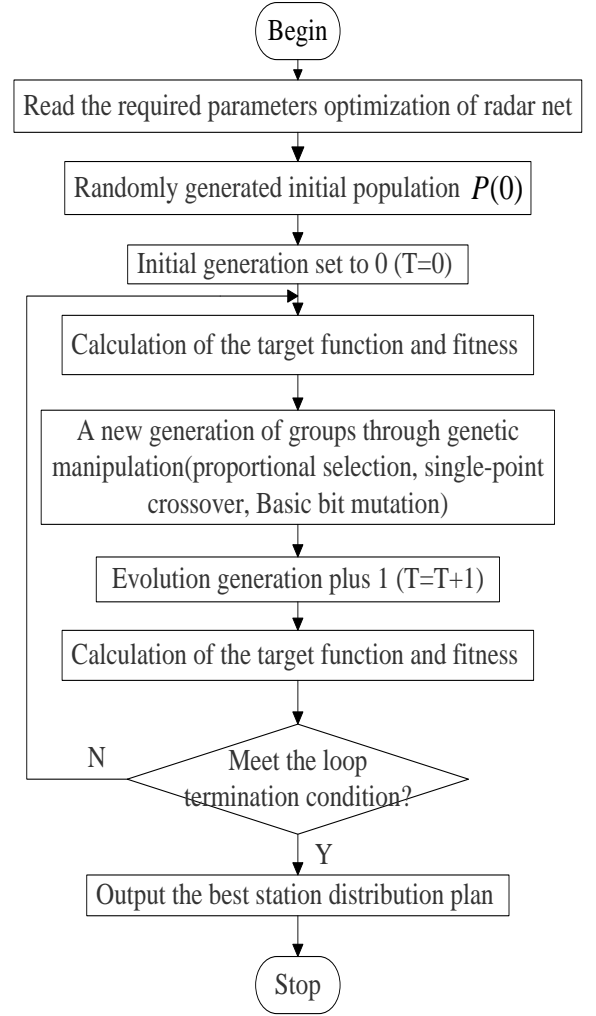 Begin
Read the required parameters optimization of radar net
Randomly generated initial population P(0)
Initial generation set to 0 (T=0)
Calculation of the target function and fitness
A new generation of groups through genetic
manipulation(proportional selection, single-point
crossover, Basic bit mutation)
Evolution generation plus 1 (T=T+1)
Calculation of the target function and fitness
N
Meet the loop
termination condition?
Y
Output the best station distribution plan
Stop